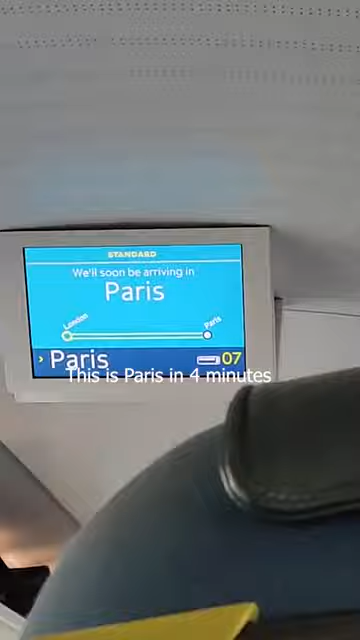 STANDARD
We'll soon be arriving in
Paris
London
Paris
› Paris 07
This is Paris in 4 minutes